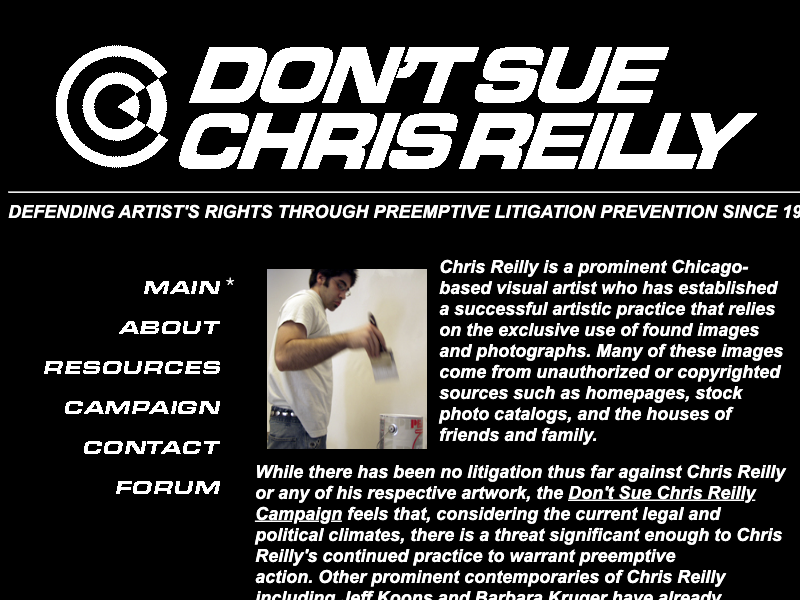 DON'T SUE
CHRIS REILLY
DEFENDING ARTIST'S RIGHTS THROUGH PREEMPTIVE LITIGATION PREVENTION SINCE 19
MAIN*
ABOUT
RESOURCES
CAMPAIGN
CONTACT
FORUM
Chris Reilly is a prominent Chicago-
based visual artist who has established
a successful artistic practice that relies
on the exclusive use of found images
and photographs. Many of these images
come from unauthorized or copyrighted
sources such as homepages, stock
photo catalogs, and the houses of
friends and family.
While there has been no litigation thus far against Chris Reilly
or any of his respective artwork, the Don't Sue Chris Reilly
Campaign feels that, considering the current legal and
political climates, there is a threat significant enough to Chris
Reilly's continued practice to warrant preemptive
action. Other prominent contemporaries of Chris Reilly
including Jeff Koons and Barbara Kruger have already